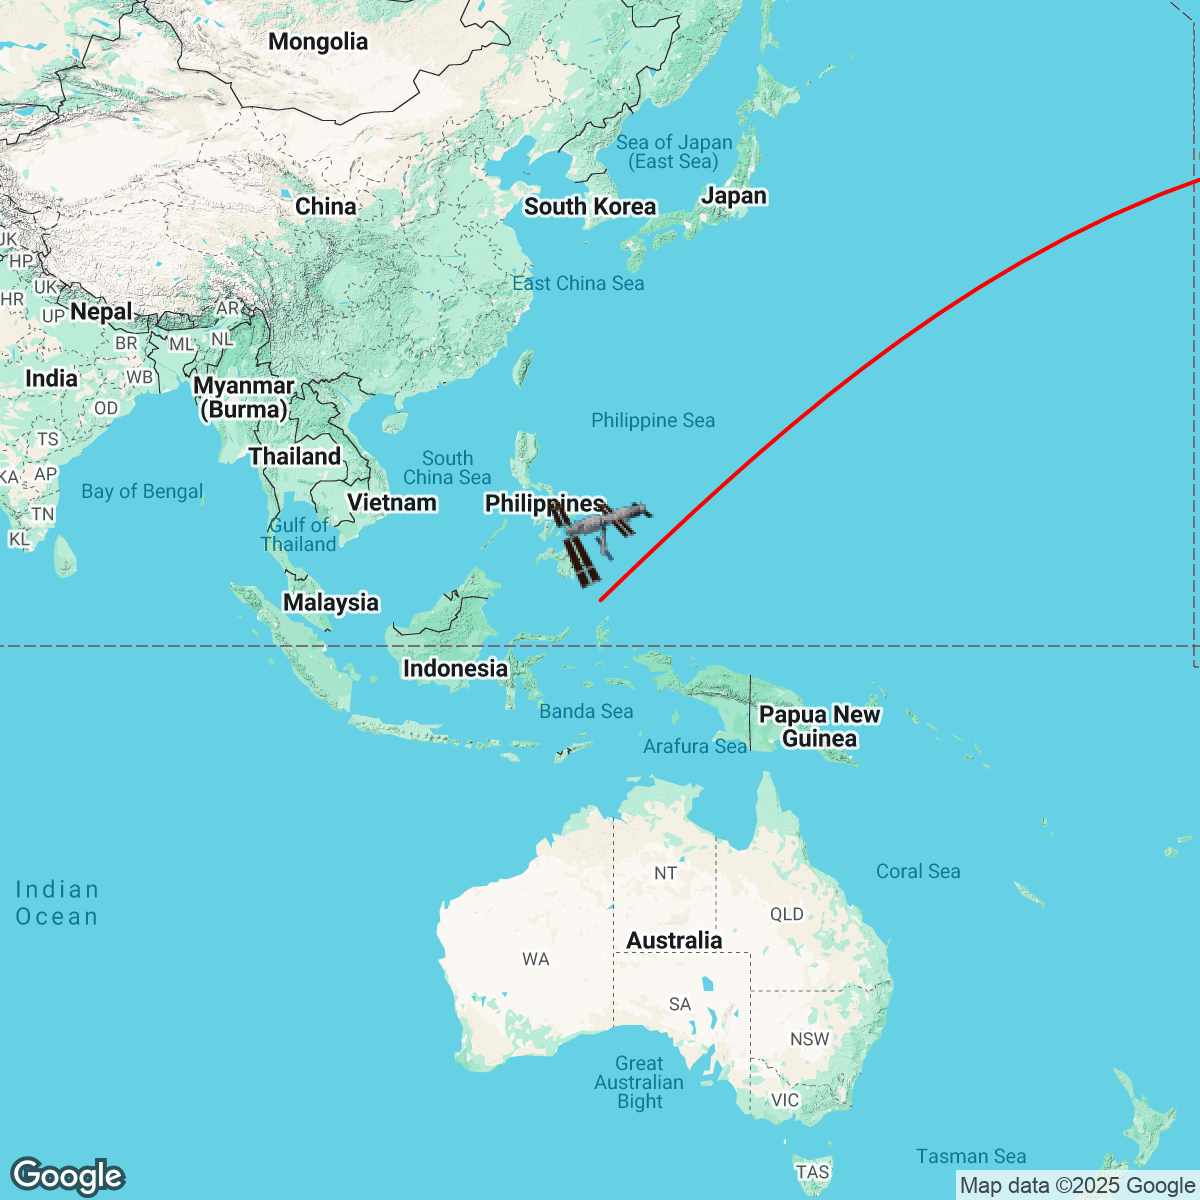 Mongolia
Sea of Japan
(East Sea)
Japan
China
South Korea
JK
HP
UK
East China Sea
HR
UP
Nepal
AR
BR
ML
NL
India
WB
Myanmar
(Burma)
OD
Philippine Sea
TS
Thailand
South
China Sea
KA
AP
Bay of Bengal
Vietnam
Philippines
TN
Gulf of
Thailand
KL
Malaysia
Indonesia
Banda Sea
Papua New
Guinea
Arafura Sea
NT
Coral Sea
Indian
Ocean
QLD
Australia
WA
SA
NSW
Great
Australian
Bight
VIC
Tasman Sea
TAS
Google
Map data ©2025 Google